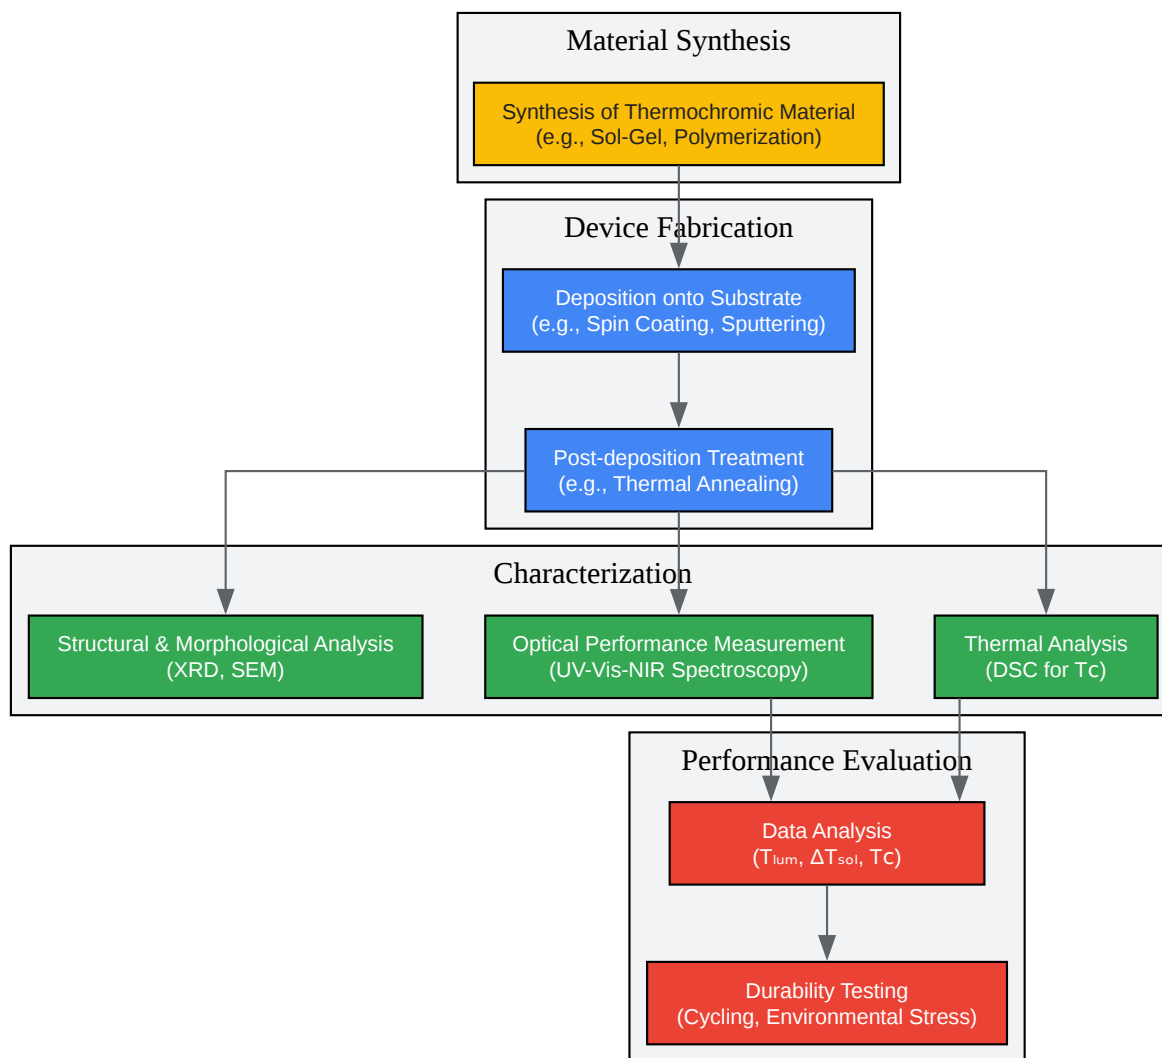 Material Synthesis
Synthesis of Thermochromic Material
(e.g., Sol-Gel, Polymerization)
Device Fabrication
Deposition onto Substrate
(e.g., Spin Coating, Sputtering)
Post-deposition Treatment
(e.g., Thermal Annealing)
Characterization
Structural & Morphological Analysis
(XRD, SEM)
Optical Performance Measurement
(UV-Vis-NIR Spectroscopy)
Thermal Analysis
(DSC for Tᴄ)
Performance Evaluation
Data Analysis
(Tₗᵤₘ, ΔTₛₒₗ, Tᴄ)
Durability Testing
(Cycling, Environmental Stress)